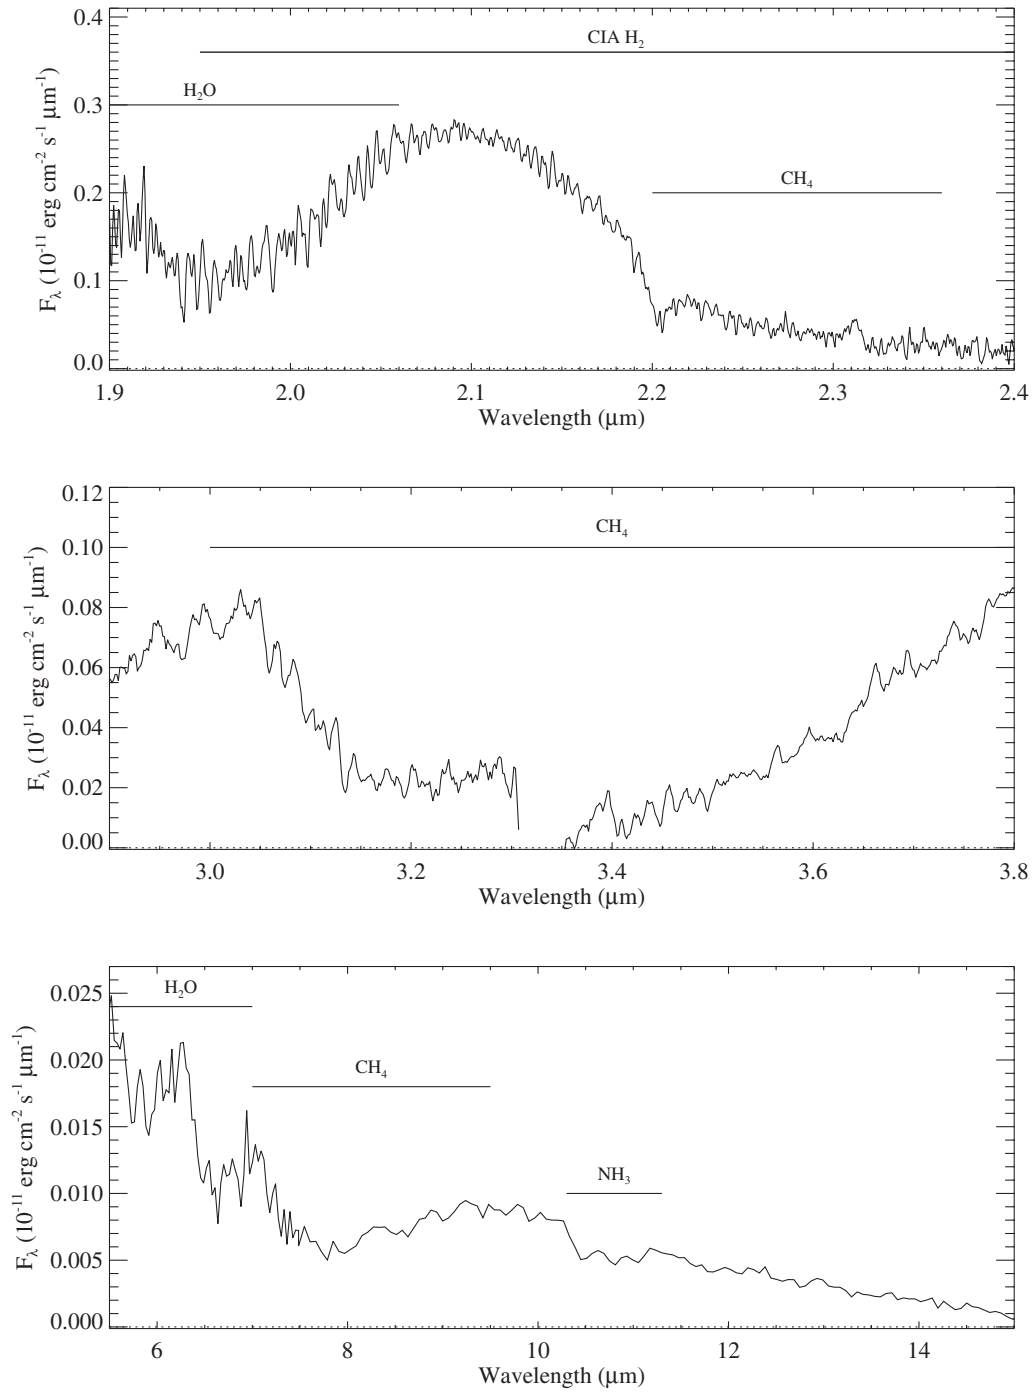 0.4
CIA H₂
0.3
H₂O
0.2
CH₄
0.1
0.0
F_λ (10⁻¹¹ erg cm⁻² s⁻¹ μm⁻¹)
1.9 2.0 2.1 2.2 2.3 2.4
Wavelength (μm)
0.12
CH₄
0.10
0.08
0.06
0.04
0.02
0.00
F_λ (10⁻¹¹ erg cm⁻² s⁻¹ μm⁻¹)
3.0 3.2 3.4 3.6 3.8
Wavelength (μm)
0.025
H₂O
0.020
CH₄
0.015
NH₃
0.010
0.005
0.000
F_λ (10⁻¹¹ erg cm⁻² s⁻¹ μm⁻¹)
6 8 10 12 14
Wavelength (μm)